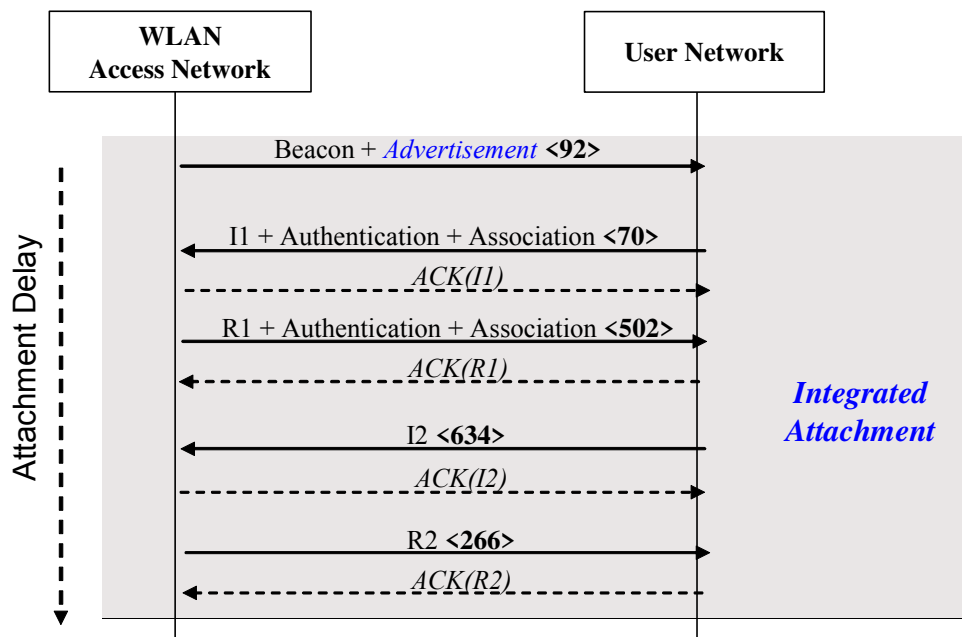 WLAN
Access Network
User Network
Beacon + Advertisement <92>
I1 + Authentication + Association <70>
ACK(I1)
R1 + Authentication + Association <502>
ACK(R1)
I2 <634>
ACK(I2)
R2 <266>
ACK(R2)
Integrated
Attachment
Attachment Delay